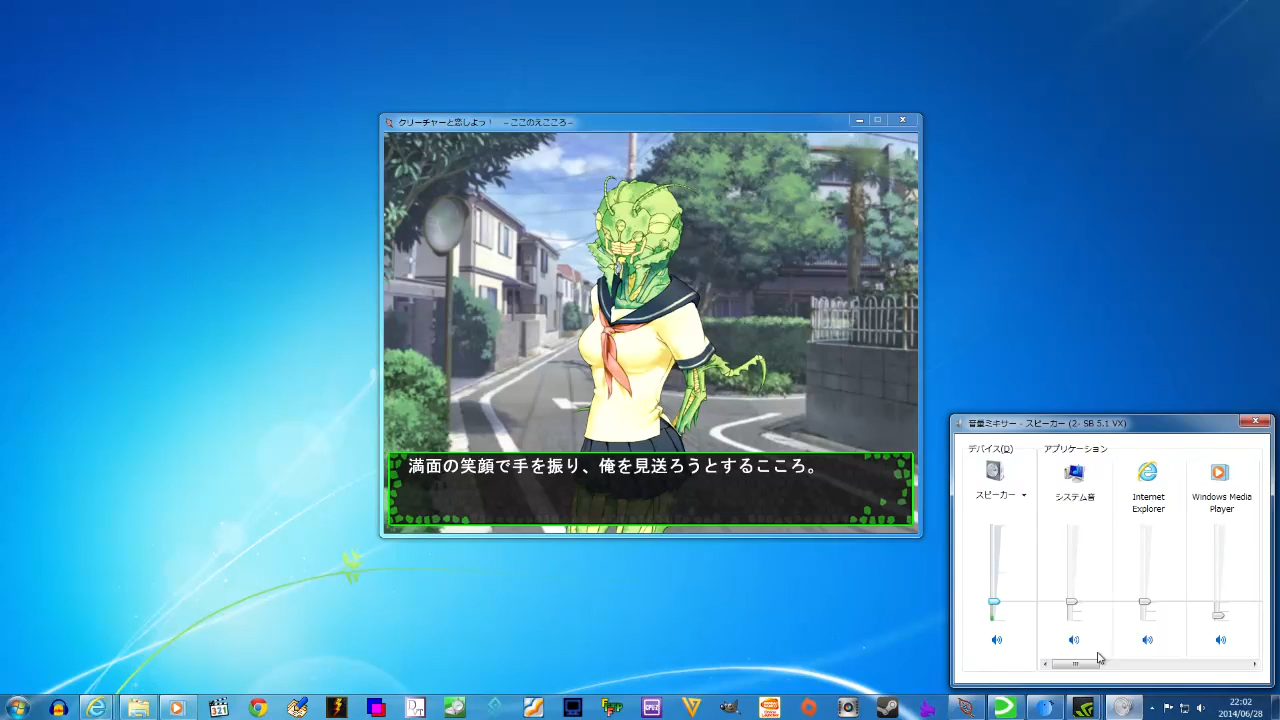 クリーチャーと恋しよっ！ －ここのえこころ－
満面の笑顔で手を振り、俺を見送ろうとするこころ。
音量ミキサー - スピーカー (2- SB 5.1 VX)
デバイス(D)
アプリケーション
スピーカー
システム音
Internet
Explorer
Windows Media
Player
321
DT
CPU-Z
22:02
2014/06/28